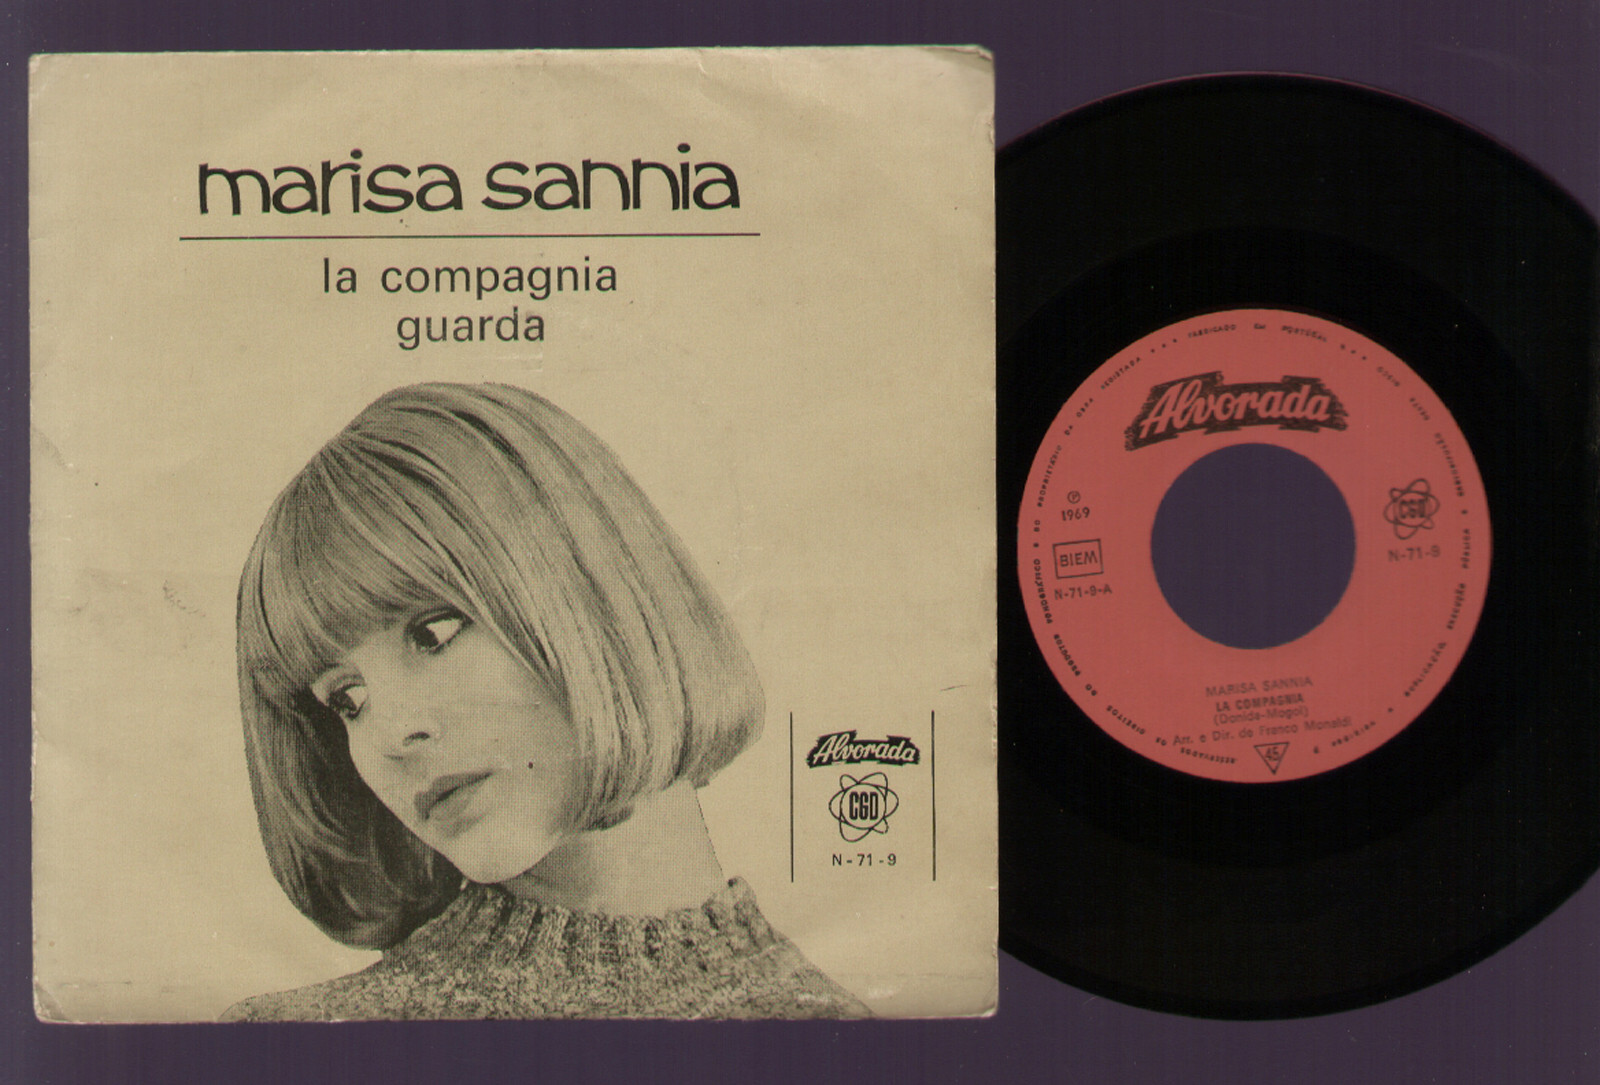 marisa sannia
la compagnia
guarda
Alvorada
CGD
N-71-9
Alvorada
℗
1969
BIEM
N-71-9-A
CGD
N-71-9
MARISA SANNIA
LA COMPAGNIA
(Donida-Mogol)
Arr. e Dir. de Franco Monaldi
45
FABRICADO EM PORTUGAL